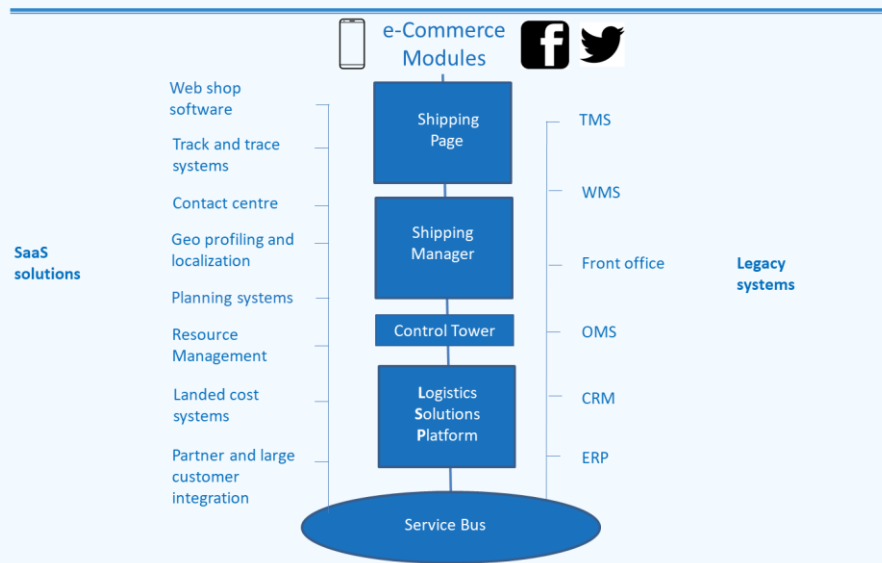 e-Commerce
Modules
Web shop
software
Track and trace
systems
Contact centre
Geo profiling and
localization
Planning systems
Resource
Management
Landed cost
systems
Partner and large
customer
integration
SaaS
solutions
Shipping
Page
Shipping
Manager
Control Tower
Logistics
Solutions
Platform
Service Bus
TMS
WMS
Front office
OMS
CRM
ERP
Legacy
systems